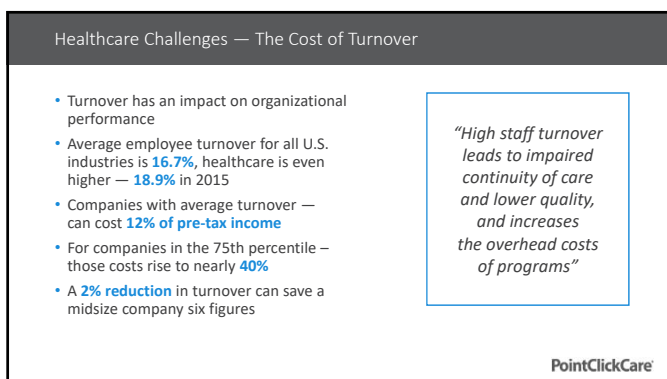 Healthcare Challenges — The Cost of Turnover
• Turnover has an impact on organizational
performance
• Average employee turnover for all U.S.
industries is 16.7%, healthcare is even
higher — 18.9% in 2015
• Companies with average turnover —
can cost 12% of pre-tax income
• For companies in the 75th percentile –
those costs rise to nearly 40%
• A 2% reduction in turnover can save a
midsize company six figures
“High staff turnover
leads to impaired
continuity of care
and lower quality,
and increases
the overhead costs
of programs”
PointClickCare®